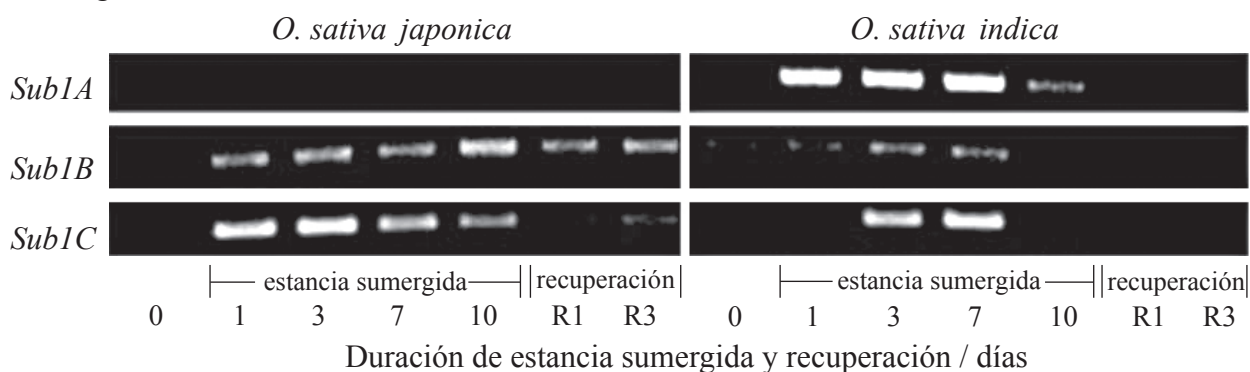 O. sativa japonica O. sativa indica
Sub1A
Sub1B
Sub1C
estancia sumergida recuperación estancia sumergida recuperación
0 1 3 7 10 R1 R3 0 1 3 7 10 R1 R3
Duración de estancia sumergida y recuperación / días